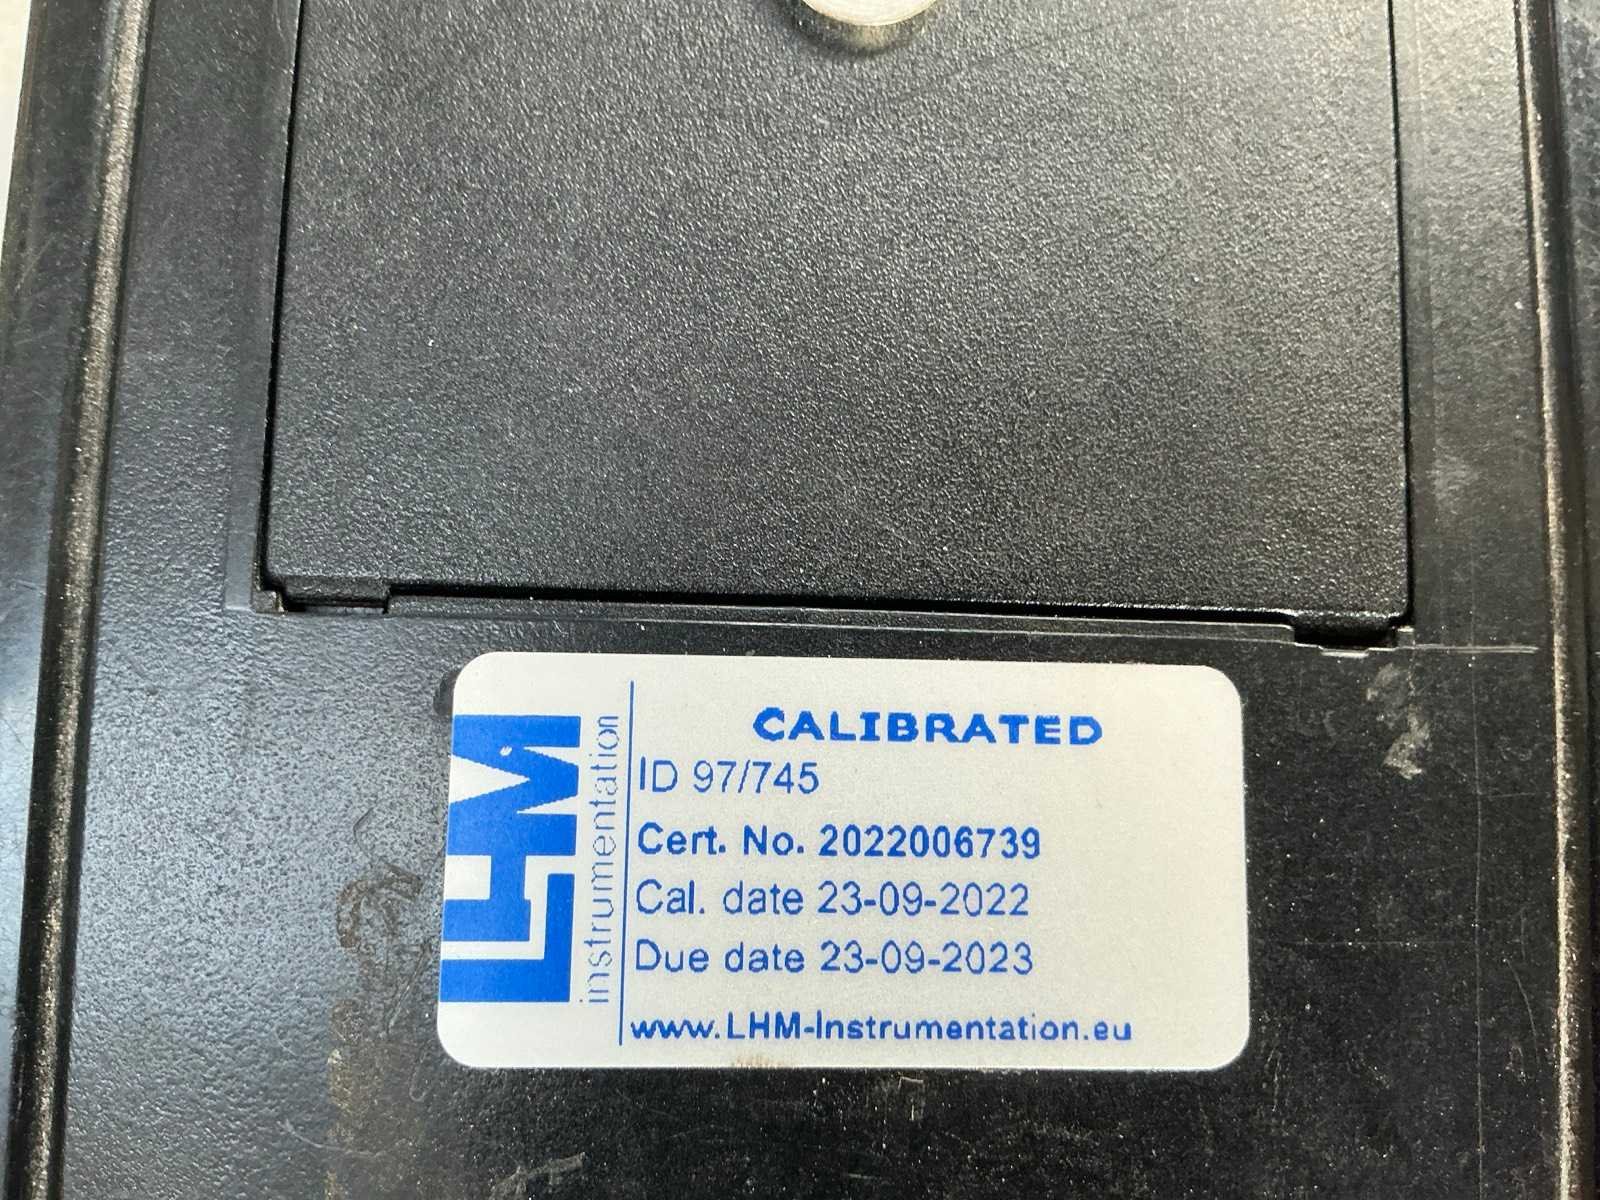 LHM
instrumentation
CALIBRATED
ID 97/745
Cert. No. 2022006739
Cal. date 23-09-2022
Due date 23-09-2023
www.LHM-Instrumentation.eu